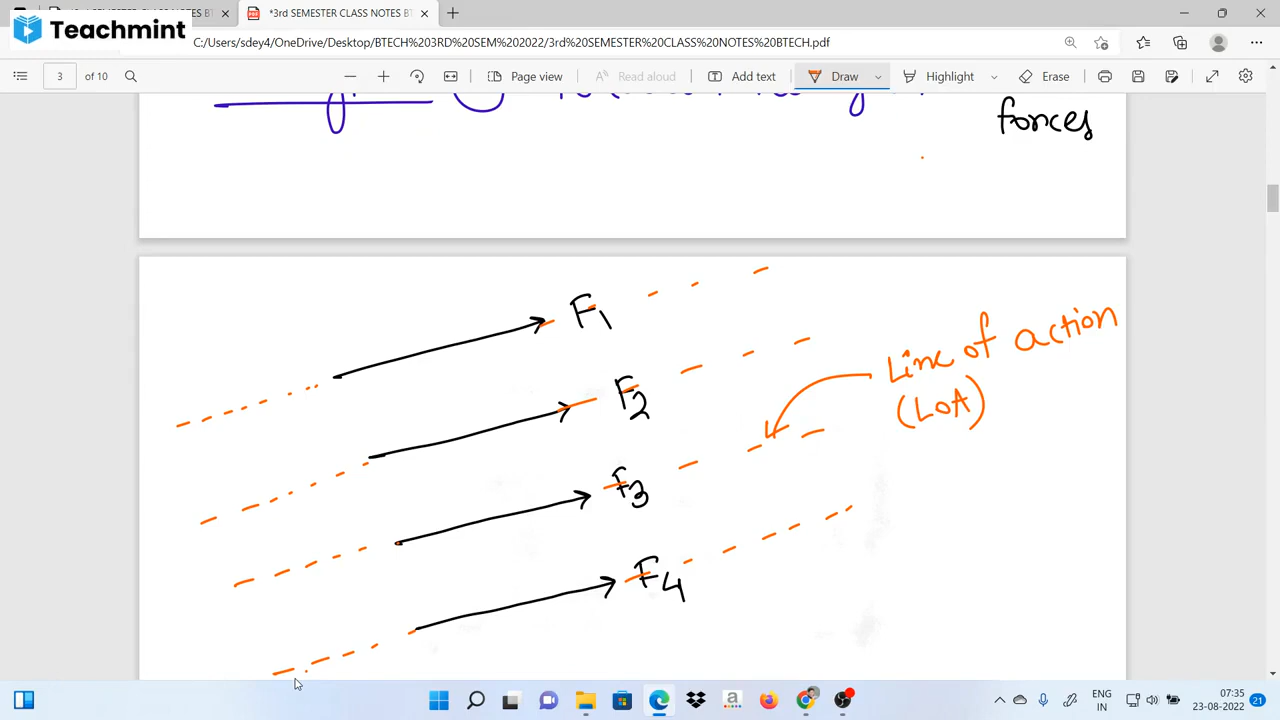 *3rd SEMESTER CLASS NOTES BT
Teachmint
C:/Users/sdey4/OneDrive/Desktop/BTECH%203RD%20SEM%202022/3rd%20SEMESTER%20CLASS%20NOTES%20BTECH.pdf
3 of 10 Page view Read aloud Add text Draw Highlight Erase
forces
F1
F2
Line of action
(LOA)
F3
F4
ENG
IN
07:35
23-08-2022
21